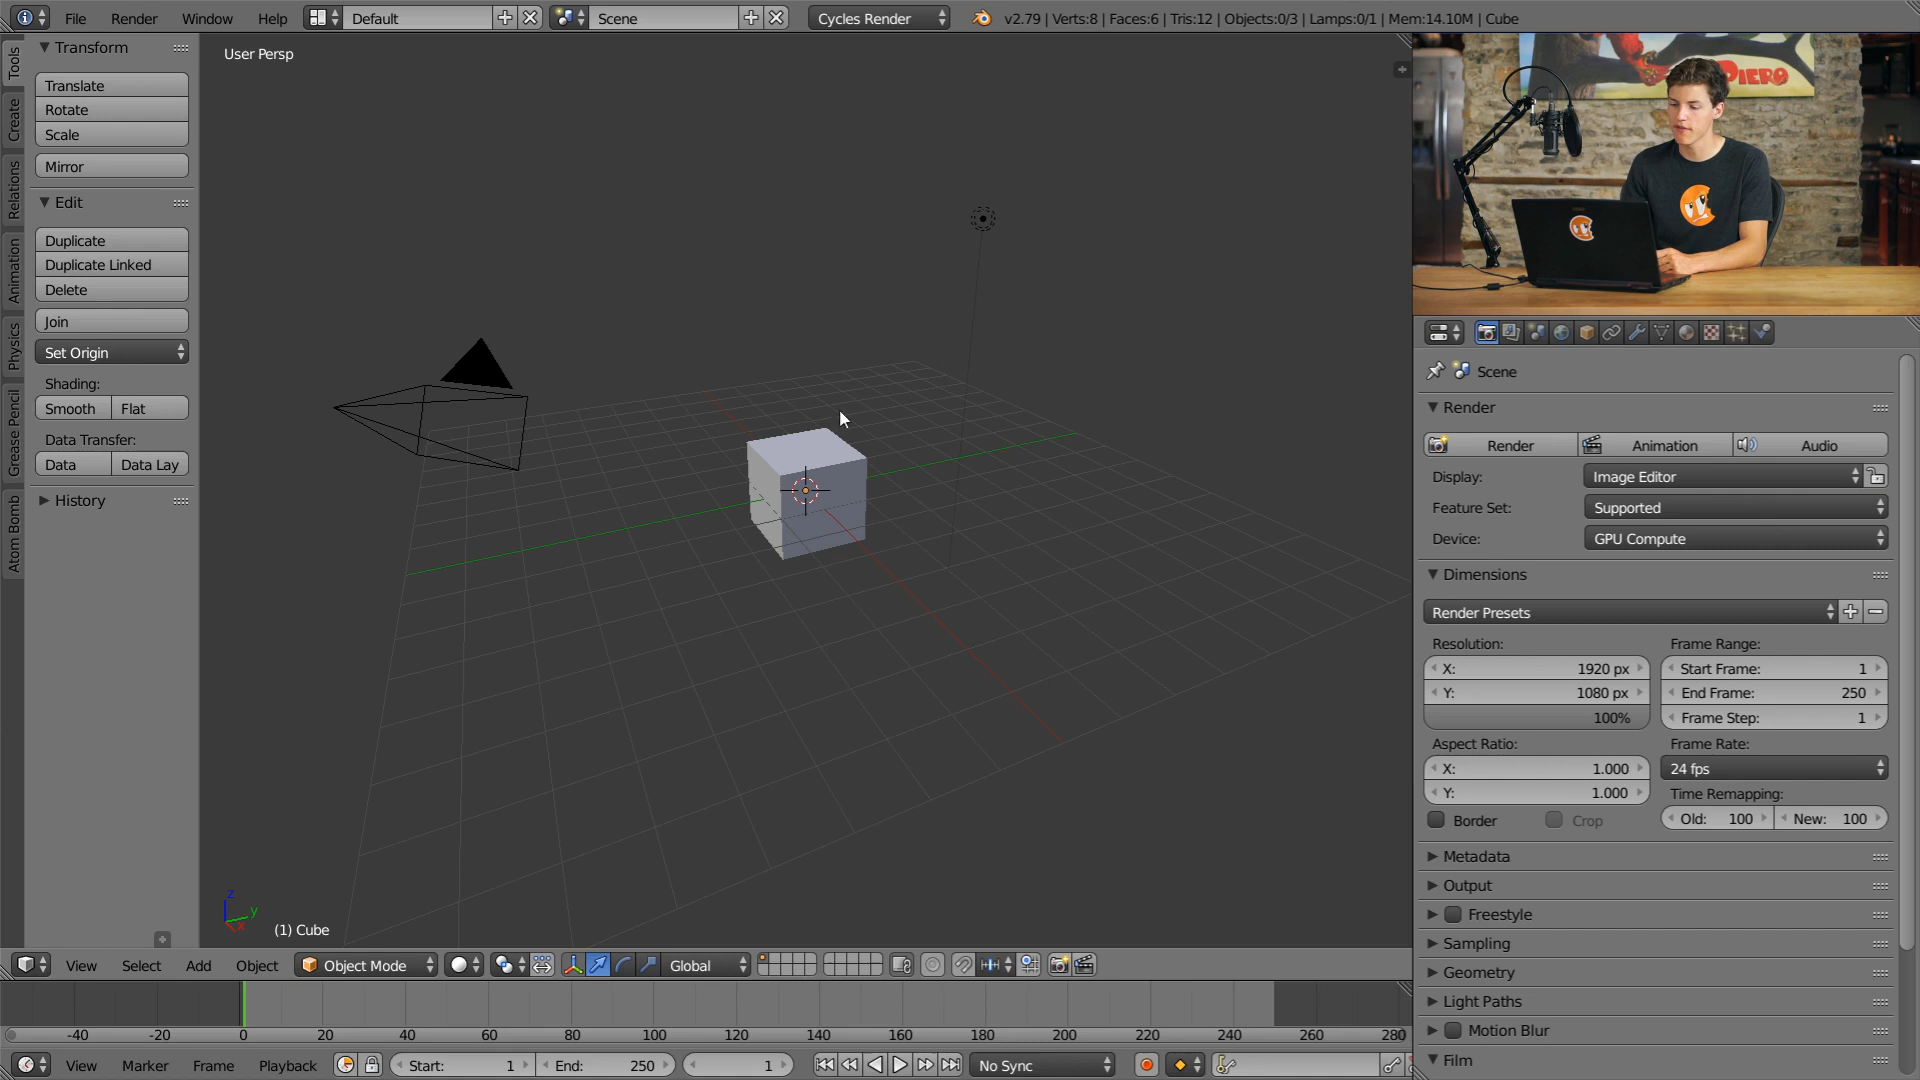 File Render Window Help Default Scene Cycles Render v2.79 | Verts:8 | Faces:6 | Tris:12 | Objects:0/3 | Lamps:0/1 | Mem:14.10M | Cube
Tools
Create
Relations
Animation
Physics
Grease Pencil
Atom Bomb
Transform
Translate
Rotate
Scale
Mirror
Edit
Duplicate
Duplicate Linked
Delete
Join
Set Origin
Shading:
Smooth Flat
Data Transfer:
Data Data Lay
History
User Persp
z
y
x
(1) Cube
PIERO
Scene
Render
Render Animation Audio
Display: Image Editor
Feature Set: Supported
Device: GPU Compute
Dimensions
Render Presets
Resolution: Frame Range:
X: 1920 px Start Frame: 1
Y: 1080 px End Frame: 250
100% Frame Step: 1
Aspect Ratio: Frame Rate:
X: 1.000 24 fps
Y: 1.000 Time Remapping:
Border Crop Old: 100 New: 100
Metadata
Output
Freestyle
Sampling
Geometry
Light Paths
Motion Blur
Film
View Select Add Object Object Mode Global
-40 -20 0 20 40 60 80 100 120 140 160 180 200 220 240 260 280
View Marker Frame Playback Start: 1 End: 250 1 No Sync